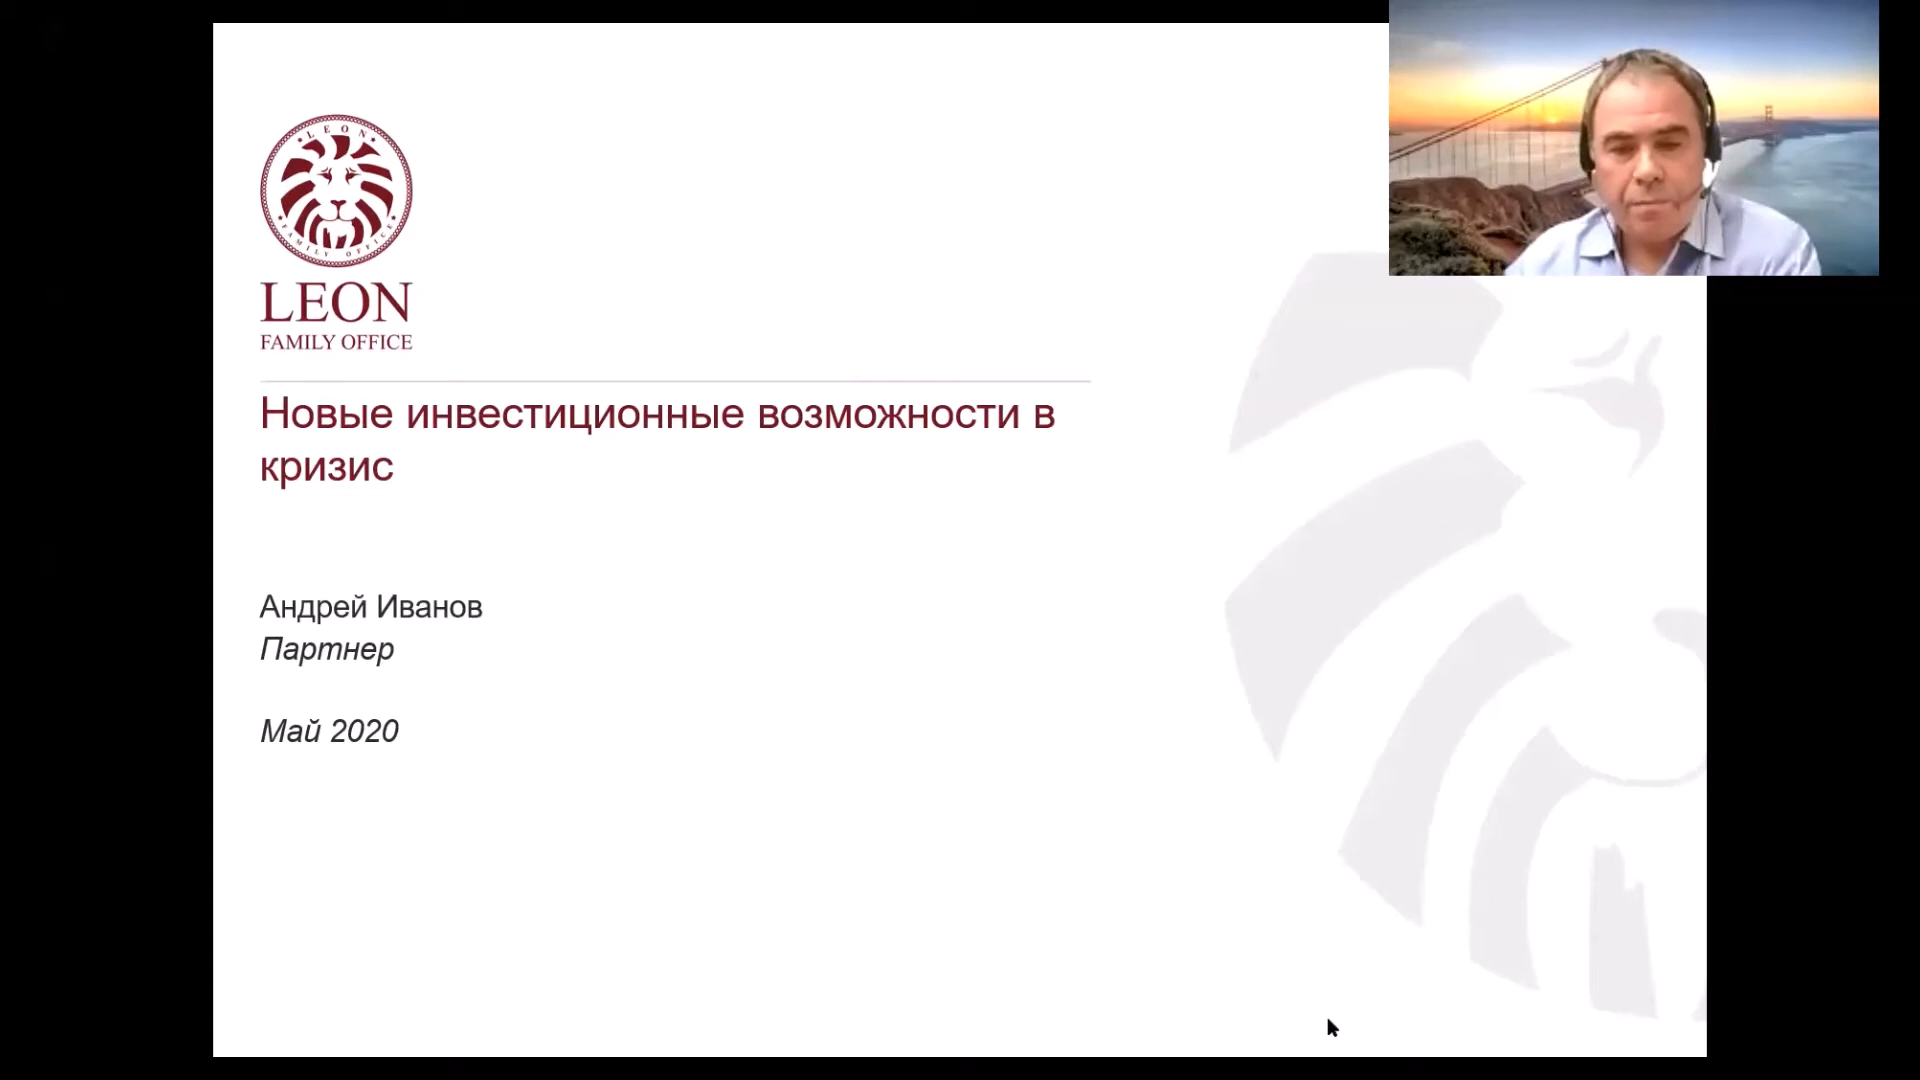 LEON
FAMILY OFFICE
LEON
FAMILY OFFICE
Новые инвестиционные возможности в
кризис
Андрей Иванов
Партнер
Май 2020